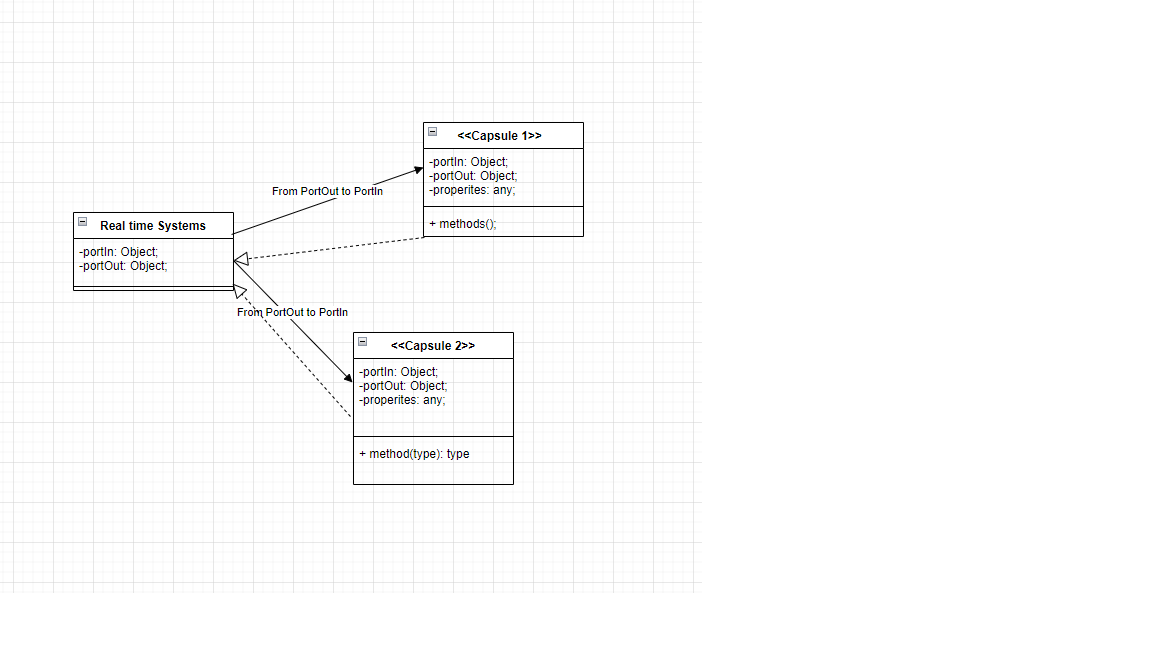 <<Capsule 1>>
-portIn: Object;
-portOut: Object;
-properites: any;
+ methods();
From PortOut to PortIn
Real time Systems
-portIn: Object;
-portOut: Object;
From PortOut to PortIn
<<Capsule 2>>
-portIn: Object;
-portOut: Object;
-properites: any;
+ method(type): type